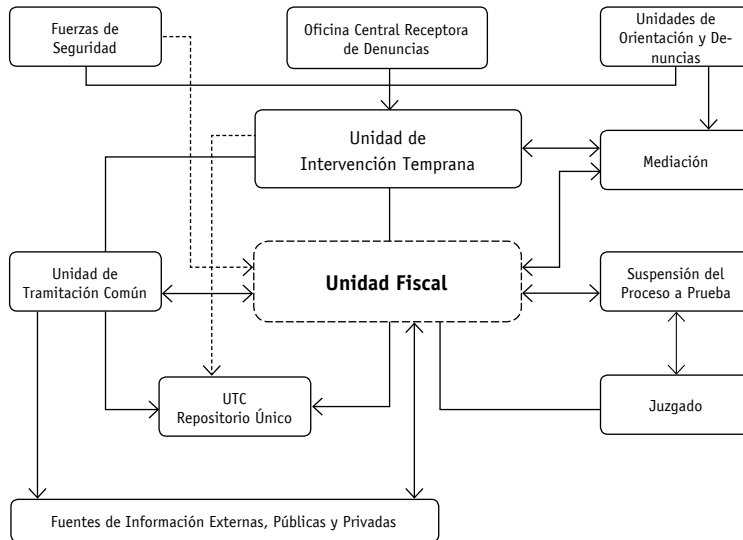 Fuerzas de
Seguridad
Oficina Central Receptora
de Denuncias
Unidades de
Orientación y De-
nuncias
Unidad de
Intervención Temprana
Mediación
Unidad de
Tramitación Común
Unidad Fiscal
Suspensión del
Proceso a Prueba
UTC
Repositorio Único
Juzgado
Fuentes de Información Externas, Públicas y Privadas